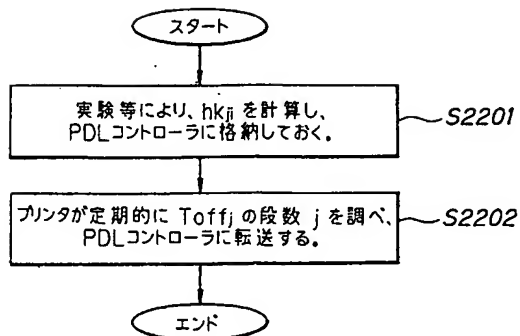 スタート
実験等により、hkjiを計算し、
PDLコントローラに格納しておく。
S2201
プリンタが定期的に Toffjの段数 j を調べ、
PDLコントローラに転送する。
S2202
エンド